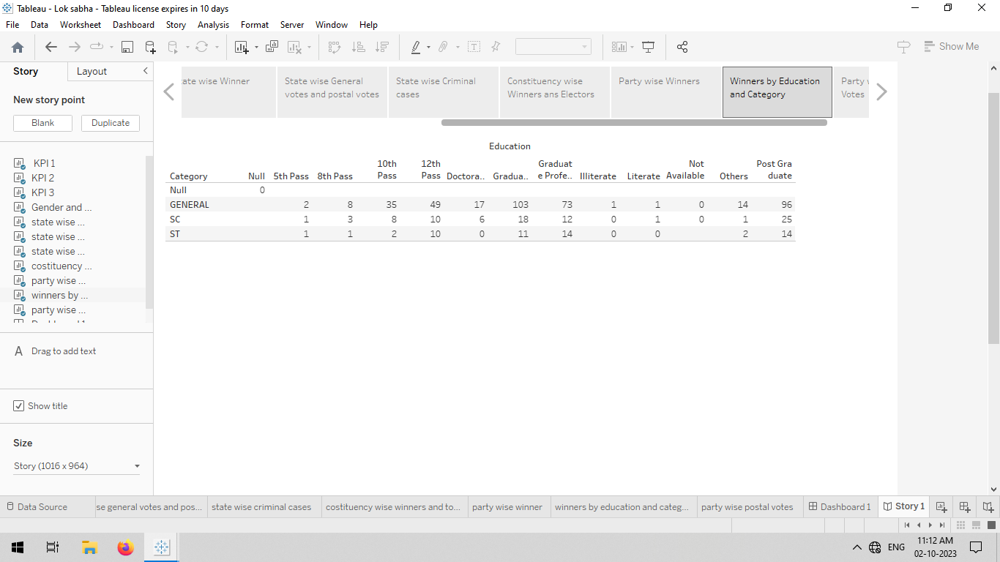 Tableau - Lok sabha - Tableau license expires in 10 days
File Data Worksheet Dashboard Story Analysis Format Server Window Help
Show Me
Story Layout
New story point
Blank Duplicate
KPI 1
KPI 2
KPI 3
Gender and ...
state wise ...
state wise ...
state wise ...
costituency ...
party wise ...
winners by ...
party wise ...
A Drag to add text
Show title
Size
Story (1016 x 964)
ate wise Winner
State wise General
votes and postal votes
State wise Criminal
cases
Constituency wise
Winners ans Electors
Party wise Winners
Winners by Education
and Category
Party
Votes
Education
Category Null 5th Pass 8th Pass 10th Pass 12th Pass Doctora.. Gradua.. Graduat e Profe.. Illiterate Literate Not Available Others Post Gra duate
Null 0
GENERAL 2 8 35 49 17 103 73 1 1 0 14 96
SC 1 3 8 10 6 18 12 0 1 0 1 25
ST 1 1 2 10 0 11 14 0 0 2 14
Data Source se general votes and pos... state wise criminal cases costituency wise winners and to... party wise winner winners by education and categ... party wise postal votes Dashboard 1 Story 1
ENG
11:12 AM
02-10-2023